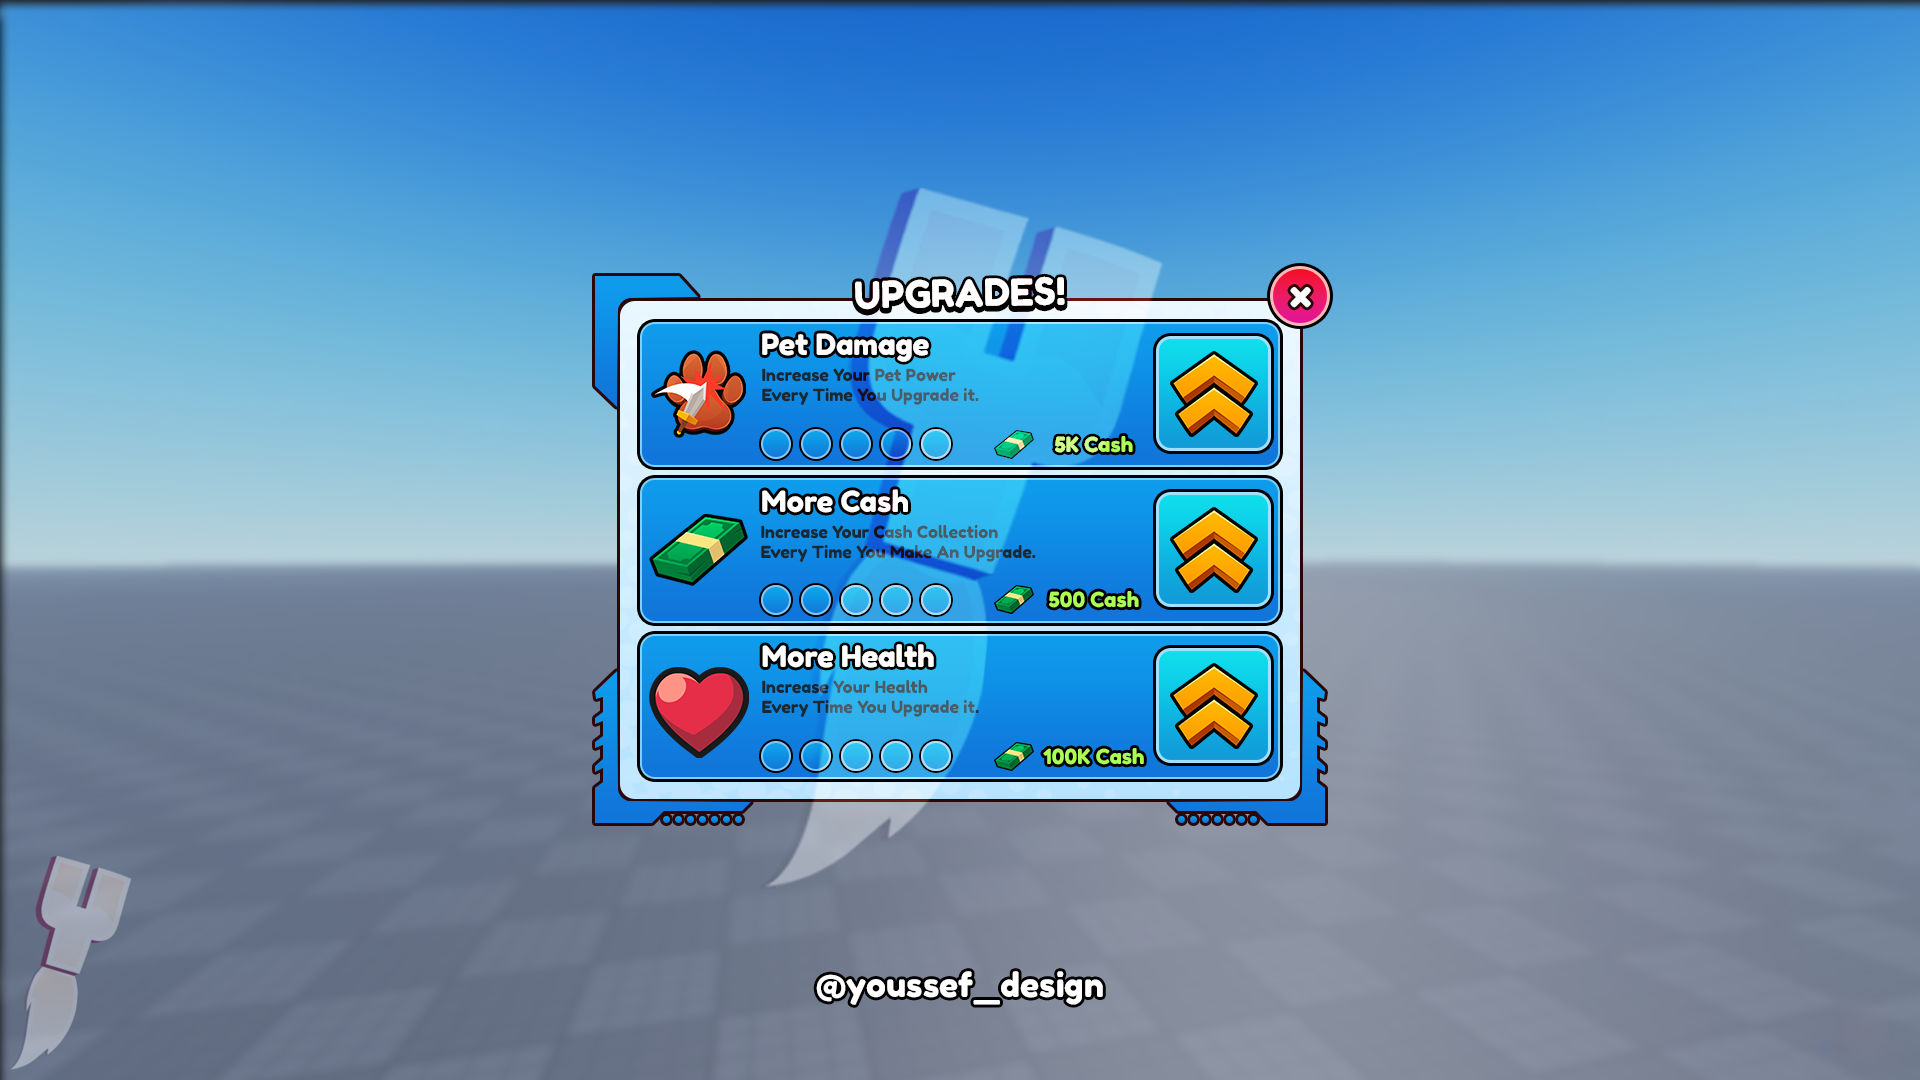 UPGRADES!
Pet Damage
Increase Your Pet Power
Every Time You Upgrade it.
5K Cash
More Cash
Increase Your Cash Collection
Every Time You Make An Upgrade.
500 Cash
More Health
Increase Your Health
Every Time You Upgrade it.
100K Cash
@youssef_design